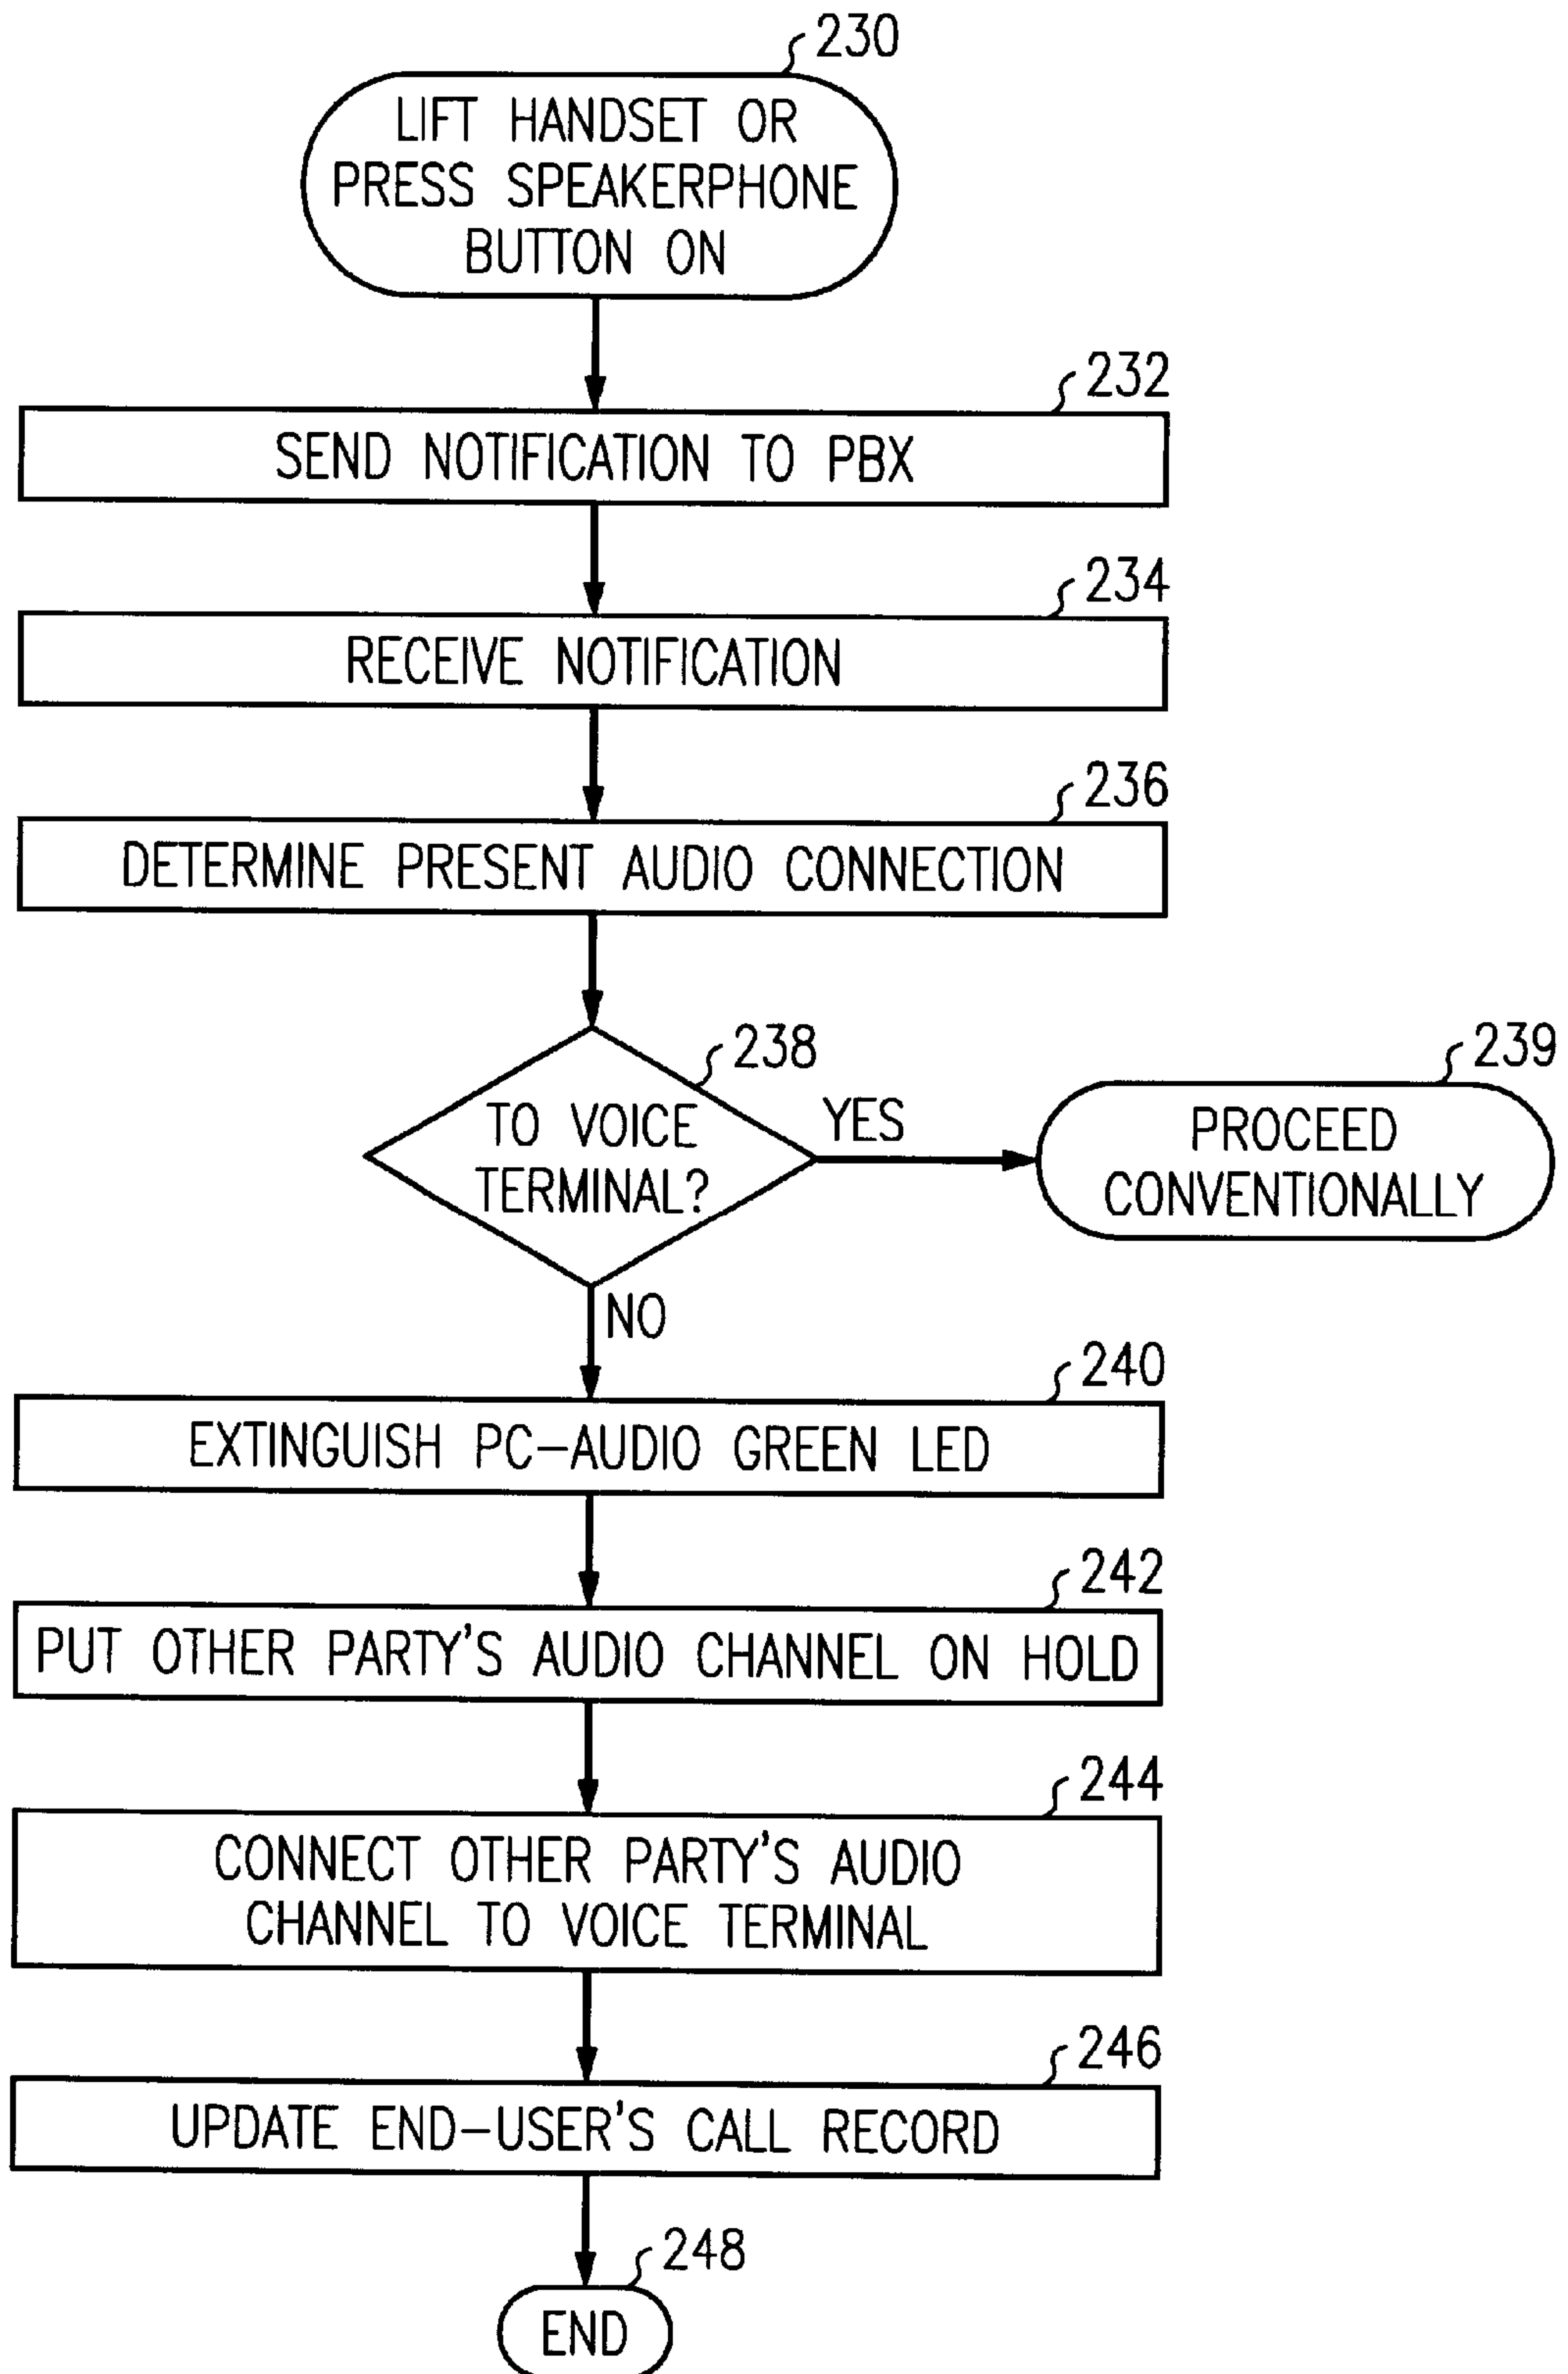 230
LIFT HANDSET OR
PRESS SPEAKERPHONE
BUTTON ON
232
SEND NOTIFICATION TO PBX
234
RECEIVE NOTIFICATION
236
DETERMINE PRESENT AUDIO CONNECTION
238
TO VOICE
TERMINAL?
YES
239
PROCEED
CONVENTIONALLY
NO
240
EXTINGUISH PC-AUDIO GREEN LED
242
PUT OTHER PARTY'S AUDIO CHANNEL ON HOLD
244
CONNECT OTHER PARTY'S AUDIO
CHANNEL TO VOICE TERMINAL
246
UPDATE END-USER'S CALL RECORD
248
END